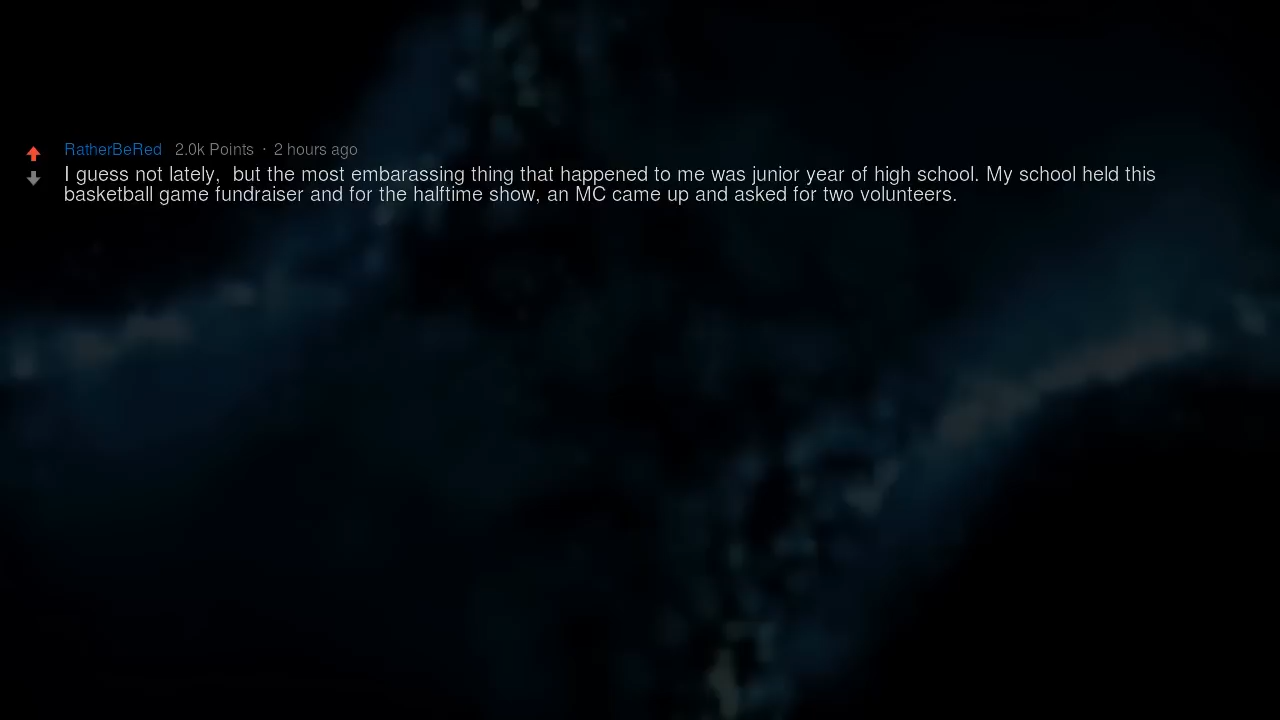 RatherBeRed 2.0k Points · 2 hours ago
I guess not lately,  but the most embarassing thing that happened to me was junior year of high school. My school held this
basketball game fundraiser and for the halftime show, an MC came up and asked for two volunteers.